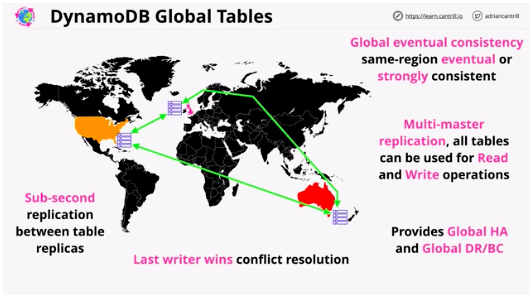 DynamoDB Global Tables
https://learn.cantrill.io
adriancantrill
Global eventual consistency
same-region eventual or
strongly consistent
Multi-master
replication, all tables
can be used for Read
and Write operations
Sub-second
replication
between table
replicas
Provides Global HA
and Global DR/BC
Last writer wins conflict resolution